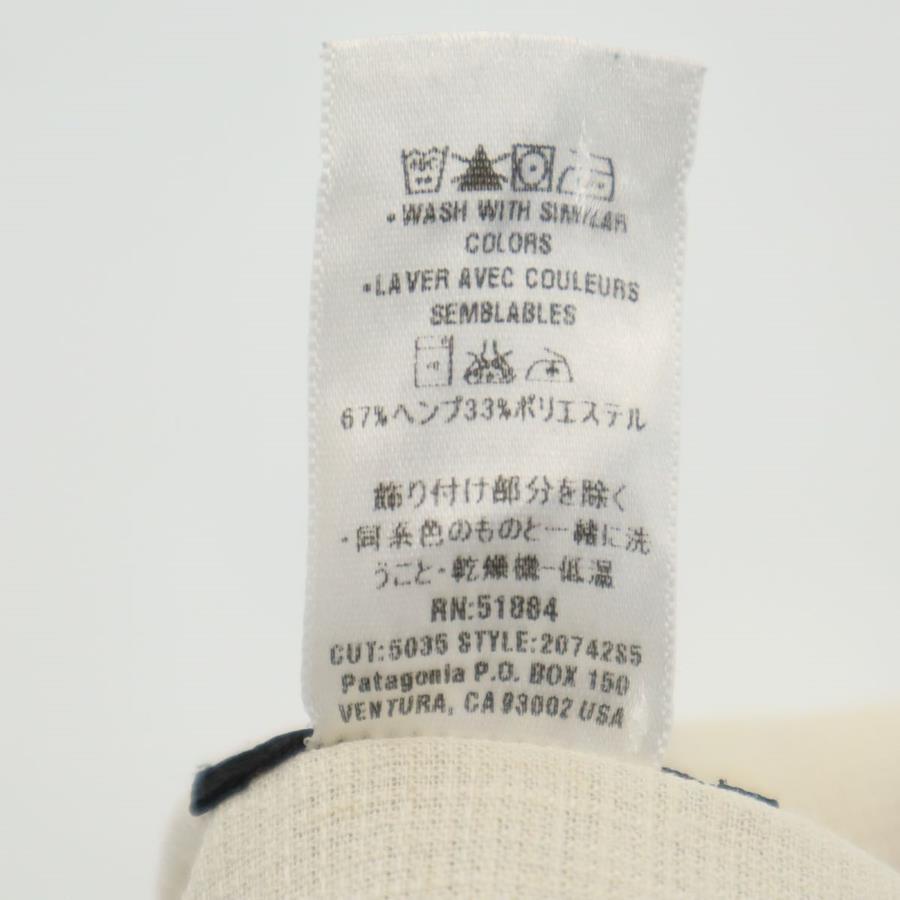 •WASH WITH SIMILAR
COLORS
•LAVER AVEC COULEURS
SEMBLABLES
67%ヘンプ33%ポリエステル
飾り付け部分を除く
・同系色のものと一緒に洗
うこと・乾燥機-低温
RN:51884
CUT:5035 STYLE:20742S5
Patagonia P.O. BOX 150
VENTURA, CA 93002 USA